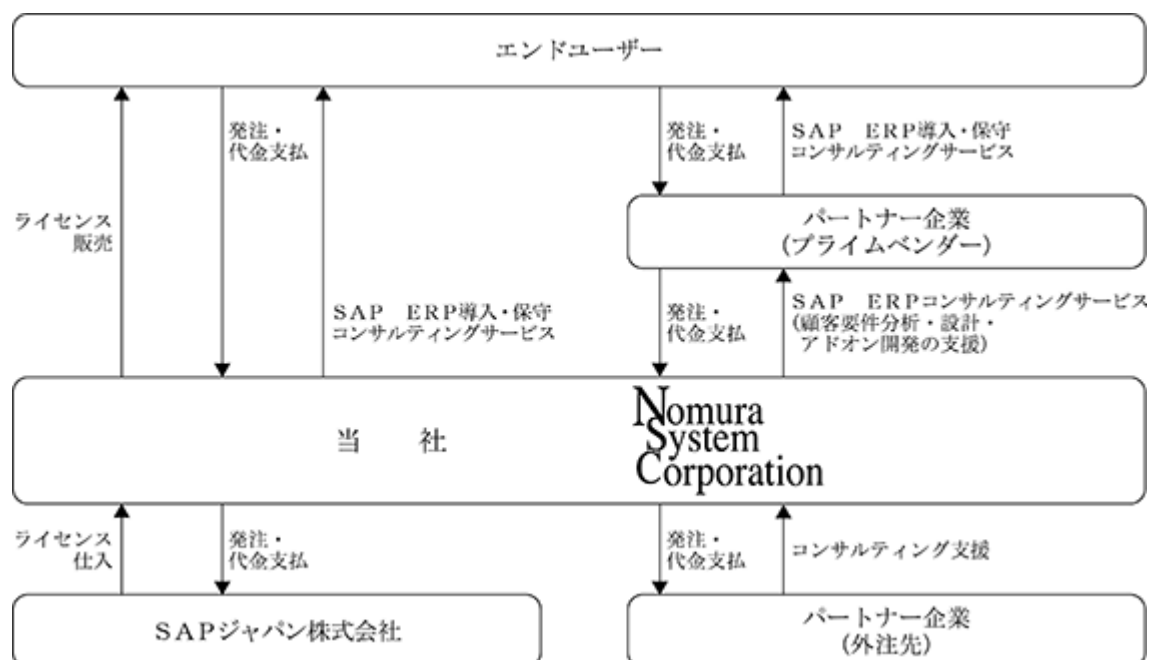 エンドユーザー
発注・
代金支払
発注・
代金支払
SAP ERP導入・保守
コンサルティングサービス
ライセンス
販売
パートナー企業
(プライムベンダー)
SAP ERP導入・保守
コンサルティングサービス
発注・
代金支払
SAP ERPコンサルティングサービス
(顧客要件分析・設計・
アドオン開発の支援)
当 社
Nomura
System
Corporation
ライセンス
仕入
発注・
代金支払
発注・
代金支払
コンサルティング支援
SAPジャパン株式会社
パートナー企業
(外注先)